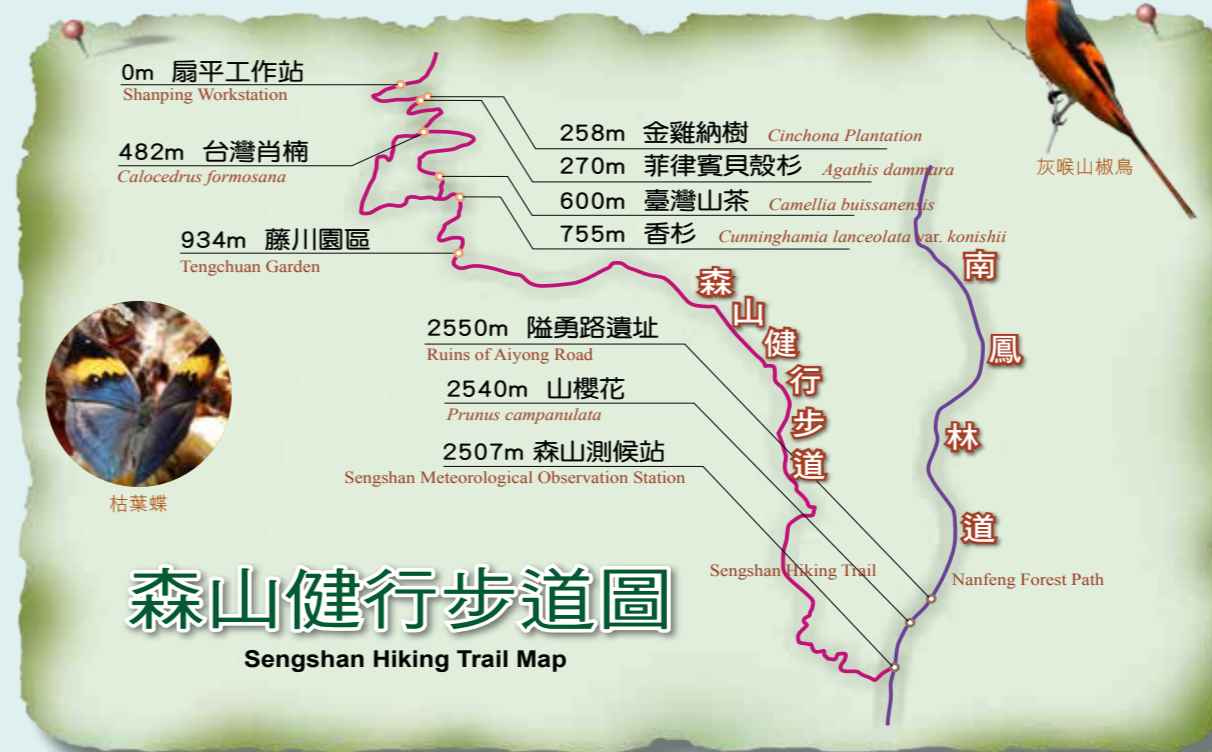 0m 扇平工作站
Shanping Workstation
482m 台灣肖楠
Calocedrus formosana
934m 藤川園區
Tengchuan Garden
258m 金雞納樹 Cinchona Plantation
270m 菲律賓貝殼杉 Agathis dammara
600m 臺灣山茶 Camellia buissanensis
755m 香杉 Cunninghamia lanceolata var. konishii
灰喉山椒鳥
2550m 隘勇路遺址
Ruins of Aiyong Road
2540m 山櫻花
Prunus campanulata
2507m 森山測候站
Sengshan Meteorological Observation Station
森山健行步道
南鳳林道
枯葉蝶
Sengshan Hiking Trail
Nanfeng Forest Path
森山健行步道圖
Sengshan Hiking Trail Map